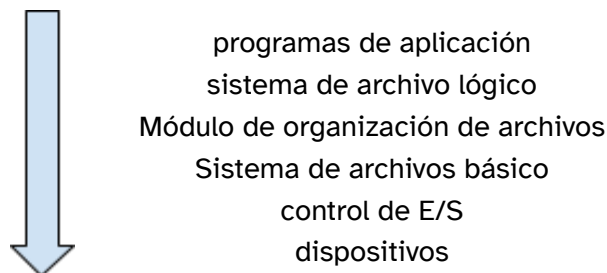 programas de aplicación
sistema de archivo lógico
Módulo de organización de archivos
Sistema de archivos básico
control de E/S
dispositivos